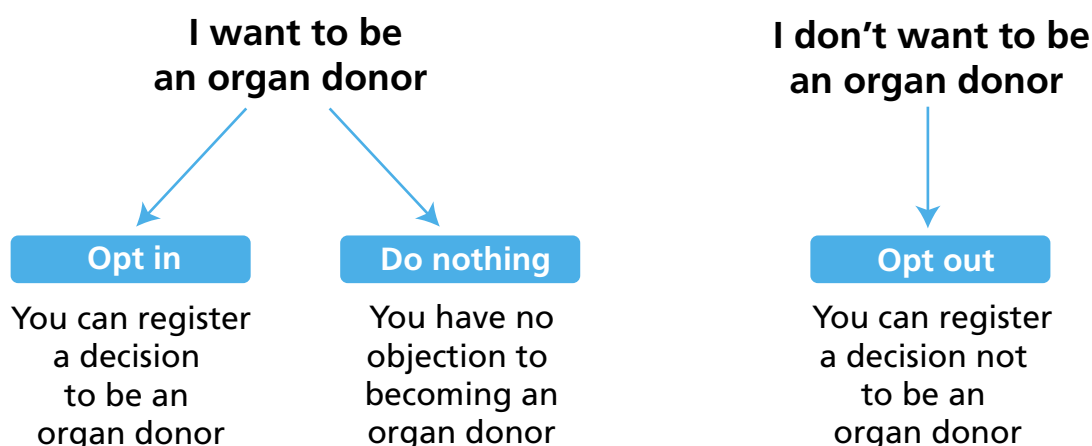 I want to be
an organ donor
Opt in
You can register
a decision
to be an
organ donor
Do nothing
You have no
objection to
becoming an
organ donor
I don’t want to be
an organ donor
Opt out
You can register
a decision not
to be an
organ donor